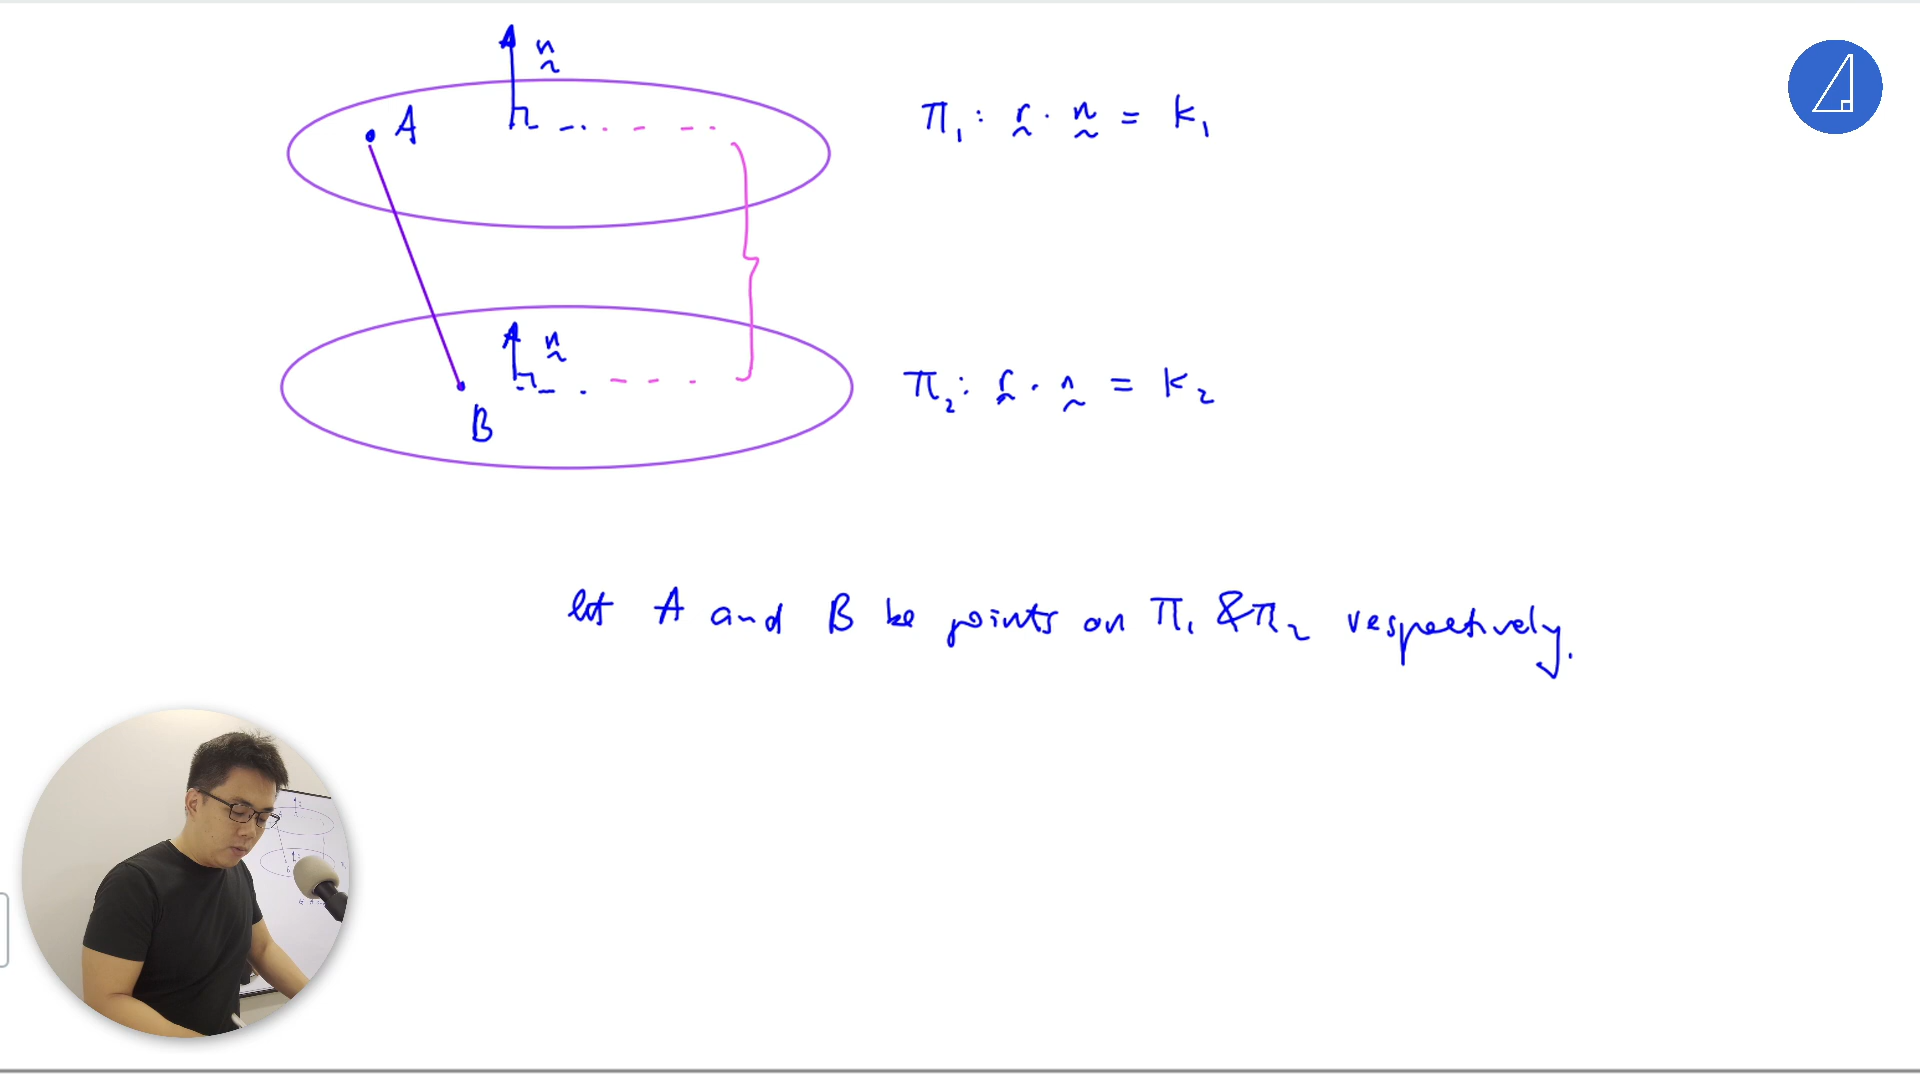 n
A
π₁: r · n = k₁
n
π₂: r · n = k₂
B
let A and B be points on π₁ & π₂ respectively.